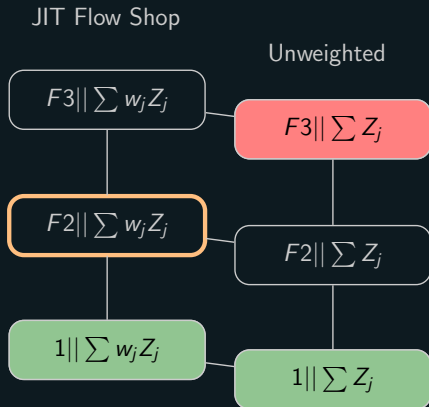 JIT Flow Shop
Unweighted
F3|| ∑ wⱼZⱼ
F3|| ∑ Zⱼ
F2|| ∑ wⱼZⱼ
F2|| ∑ Zⱼ
1|| ∑ wⱼZⱼ
1|| ∑ Zⱼ